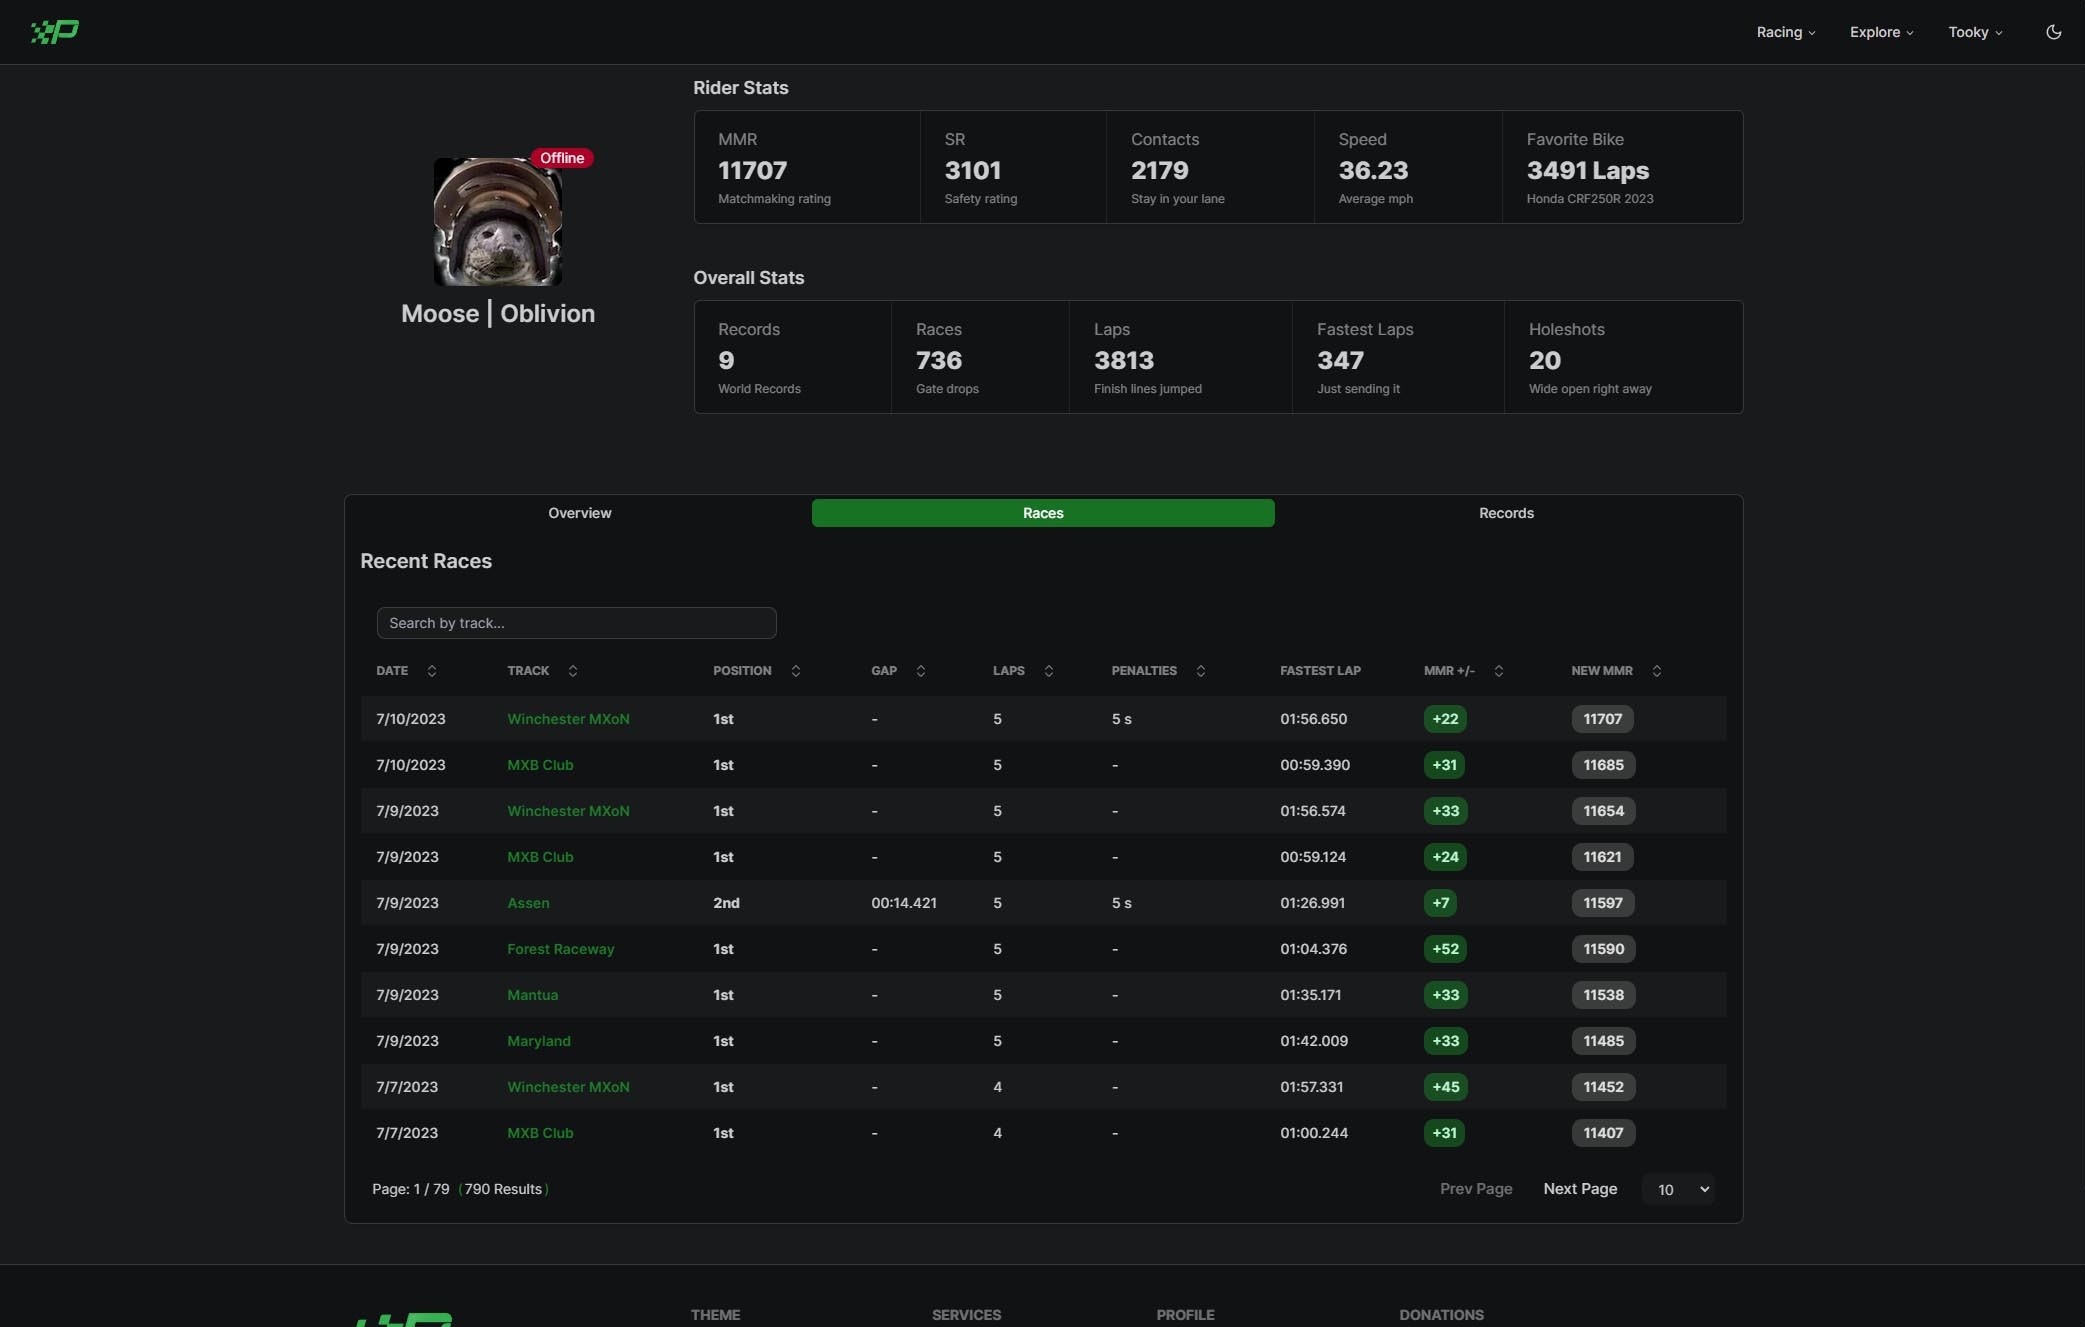 Racing Explore Tooky
Offline
Moose | Oblivion
Rider Stats
MMR SR Contacts Speed Favorite Bike
11707 3101 2179 36.23 3491 Laps
Matchmaking rating Safety rating Stay in your lane Average mph Honda CRF250R 2023
Overall Stats
Records Races Laps Fastest Laps Holeshots
9 736 3813 347 20
World Records Gate drops Finish lines jumped Just sending it Wide open right away
Overview Races Records
Recent Races
Search by track...
DATE TRACK POSITION GAP LAPS PENALTIES FASTEST LAP MMR +/- NEW MMR
7/10/2023 Winchester MXoN 1st - 5 5 s 01:56.650 +22 11707
7/10/2023 MXB Club 1st - 5 - 00:59.390 +31 11685
7/9/2023 Winchester MXoN 1st - 5 - 01:56.574 +33 11654
7/9/2023 MXB Club 1st - 5 - 00:59.124 +24 11621
7/9/2023 Assen 2nd 00:14.421 5 5 s 01:26.991 +7 11597
7/9/2023 Forest Raceway 1st - 5 - 01:04.376 +52 11590
7/9/2023 Mantua 1st - 5 - 01:35.171 +33 11538
7/9/2023 Maryland 1st - 5 - 01:42.009 +33 11485
7/7/2023 Winchester MXoN 1st - 4 - 01:57.331 +45 11452
7/7/2023 MXB Club 1st - 4 - 01:00.244 +31 11407
Page: 1 / 79 (790 Results) Prev Page Next Page 10
THEME SERVICES PROFILE DONATIONS